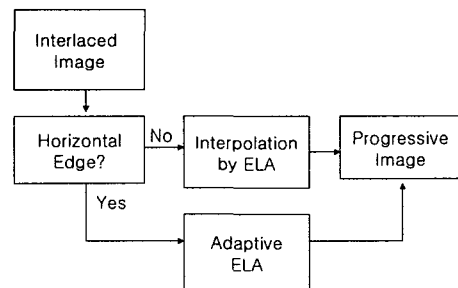 Interlaced
Image
Horizontal
Edge?
No
Interpolation
by ELA
Progressive
Image
Yes
Adaptive
ELA